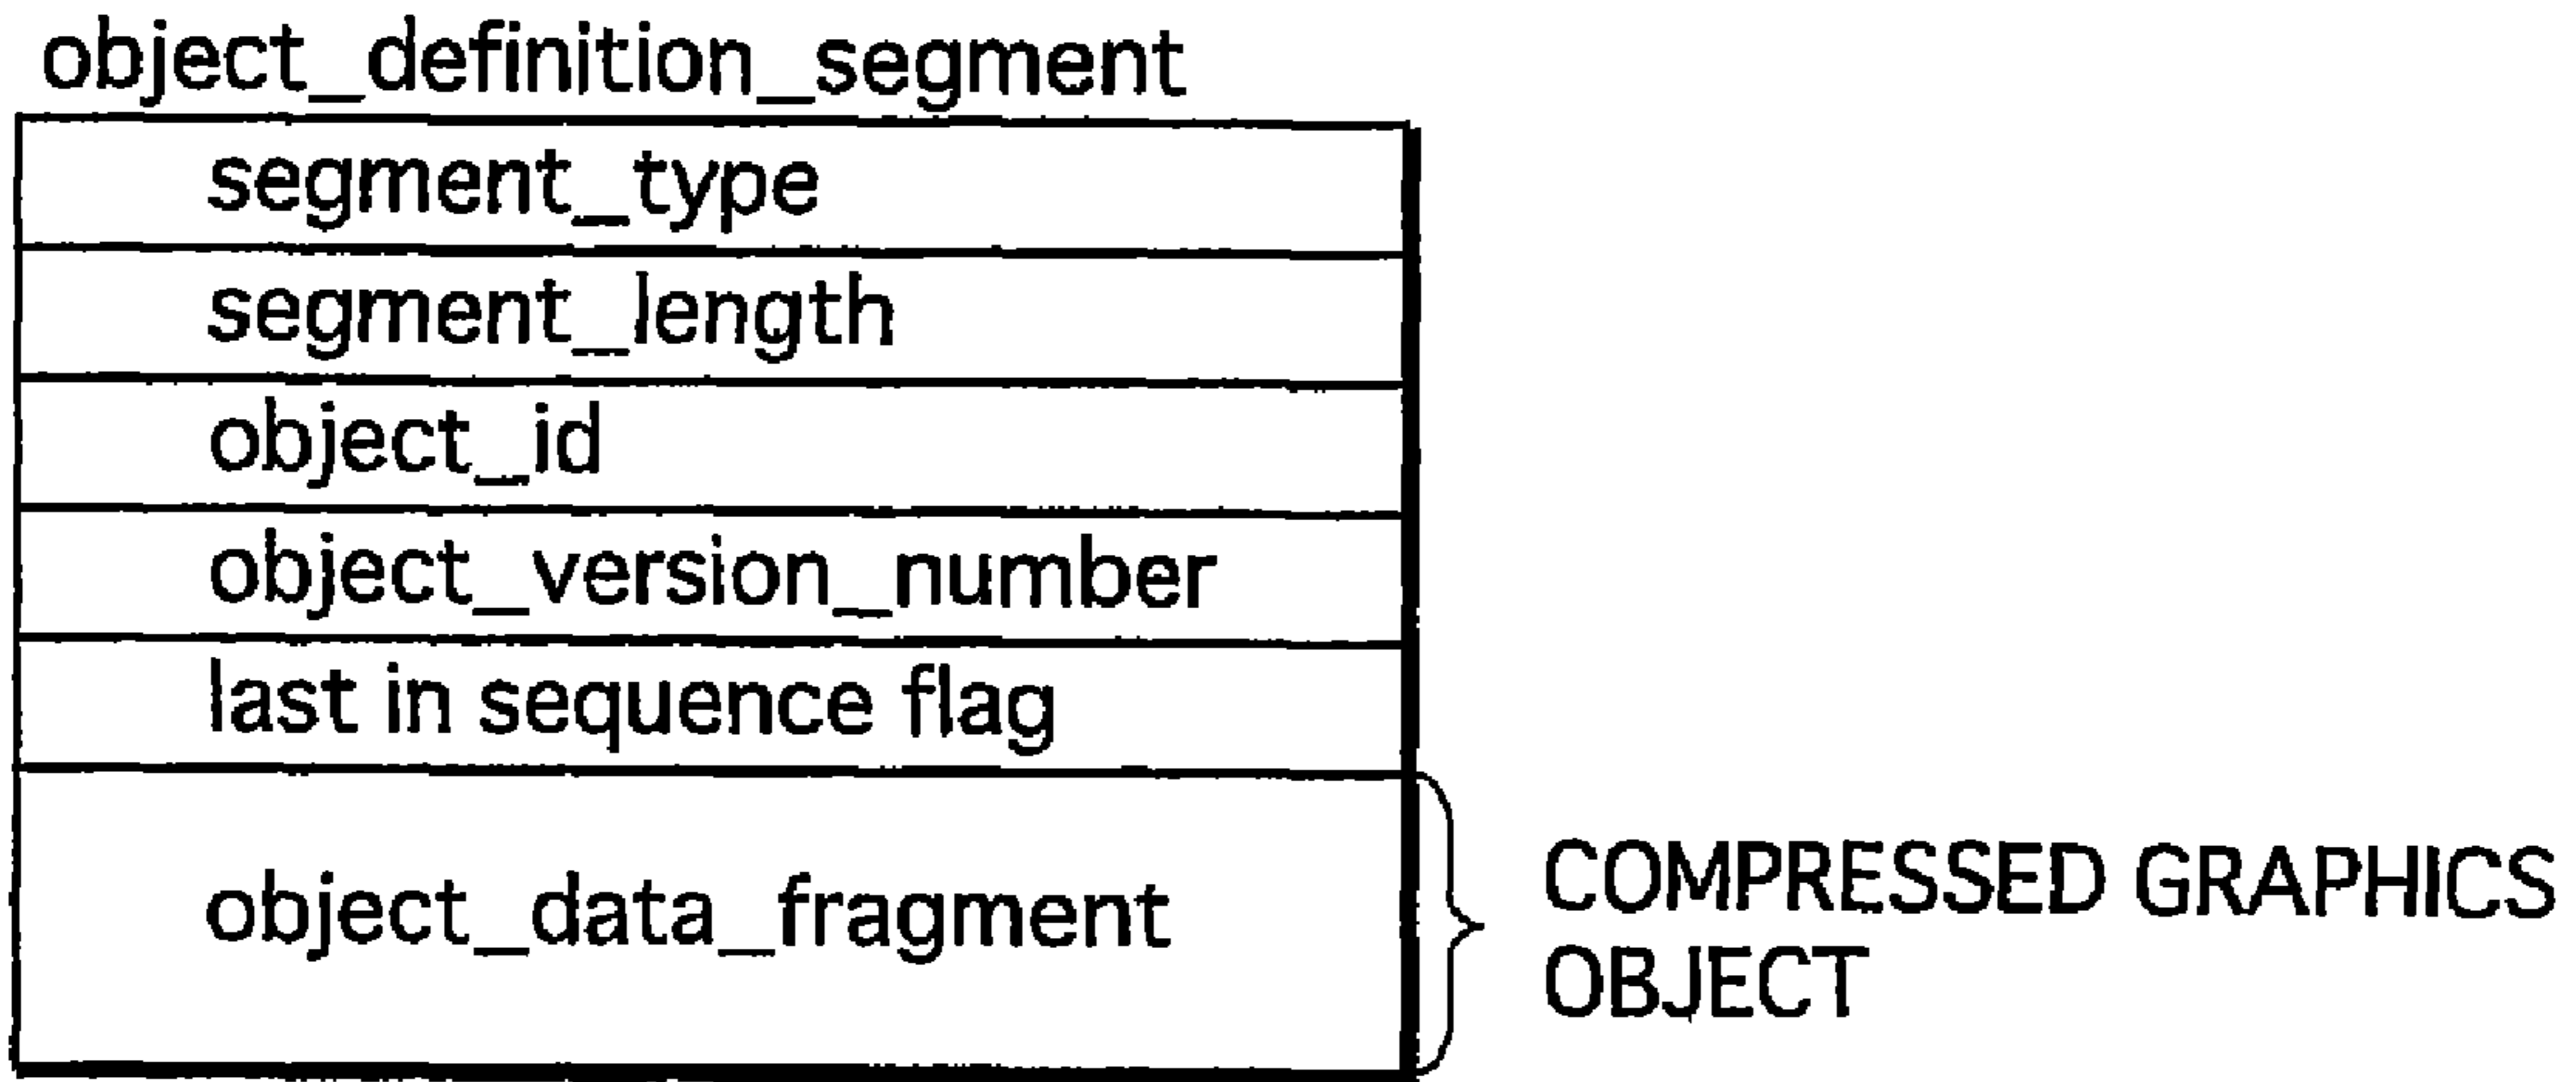 object_definition_segment
segment_type
segment_length
object_id
object_version_number
last in sequence flag
object_data_fragment
COMPRESSED GRAPHICS
OBJECT